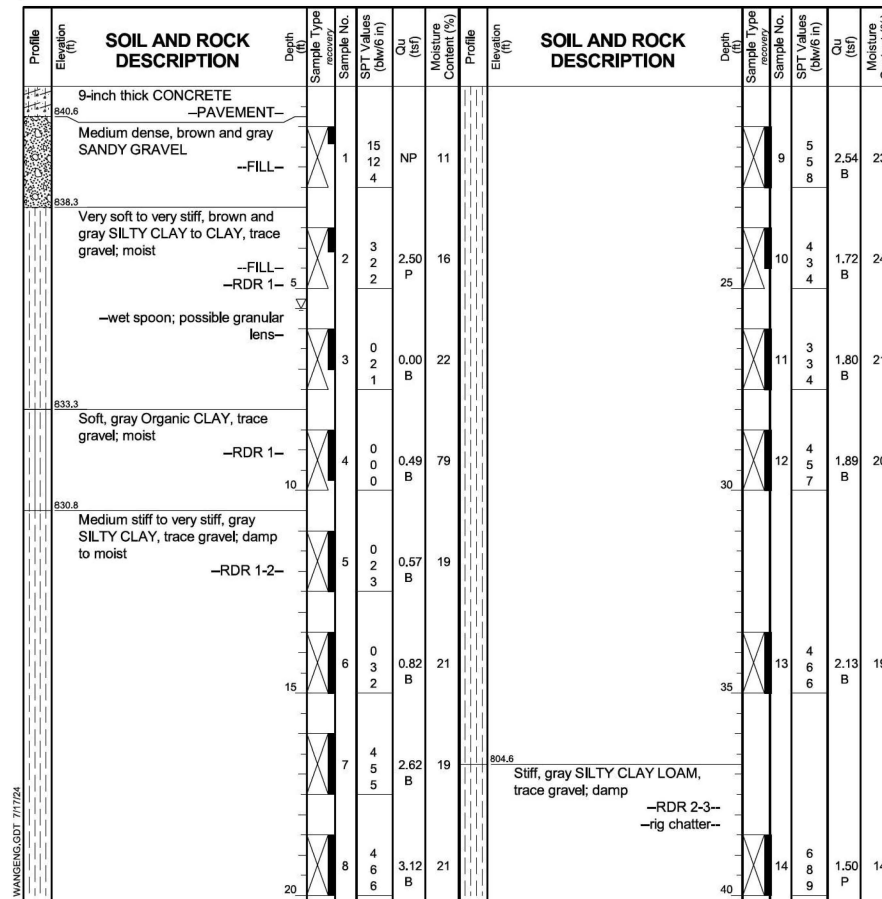 Profile
Elevation
(ft)
SOIL AND ROCK
DESCRIPTION
Depth
(ft)
Sample Type
recovery
Sample No.
SPT Values
(blw/6 in)
Qu
(tsf)
Moisture
Content (%)
9-inch thick CONCRETE
840.6
--PAVEMENT--
Medium dense, brown and gray
SANDY GRAVEL
--FILL--
1
15
12
4
NP
11
838.3
Very soft to very stiff, brown and
gray SILTY CLAY to CLAY, trace
gravel; moist
--FILL--
--RDR 1--
5
2
3
2
2
2.50
P
16
--wet spoon; possible granular
lens--
3
0
2
1
0.00
B
22
833.3
Soft, gray Organic CLAY, trace
gravel; moist
--RDR 1--
10
4
0
0
0
0.49
B
79
830.8
Medium stiff to very stiff, gray
SILTY CLAY, trace gravel; damp
to moist
--RDR 1-2--
5
0
2
3
0.57
B
19
15
6
0
3
2
0.82
B
21
7
4
5
5
2.62
B
19
20
8
4
6
6
3.12
B
21
WANGENG.GDT 7/17/24
Profile
Elevation
(ft)
SOIL AND ROCK
DESCRIPTION
Depth
(ft)
Sample Type
recovery
Sample No.
SPT Values
(blw/6 in)
Qu
(tsf)
Moisture
9
5
5
8
2.54
B
23
25
10
4
3
4
1.72
B
24
11
3
3
4
1.80
B
21
30
12
4
5
7
1.89
B
20
35
13
4
6
6
2.13
B
19
804.6
Stiff, gray SILTY CLAY LOAM,
trace gravel; damp
--RDR 2-3--
--rig chatter--
40
14
6
8
9
1.50
P
14